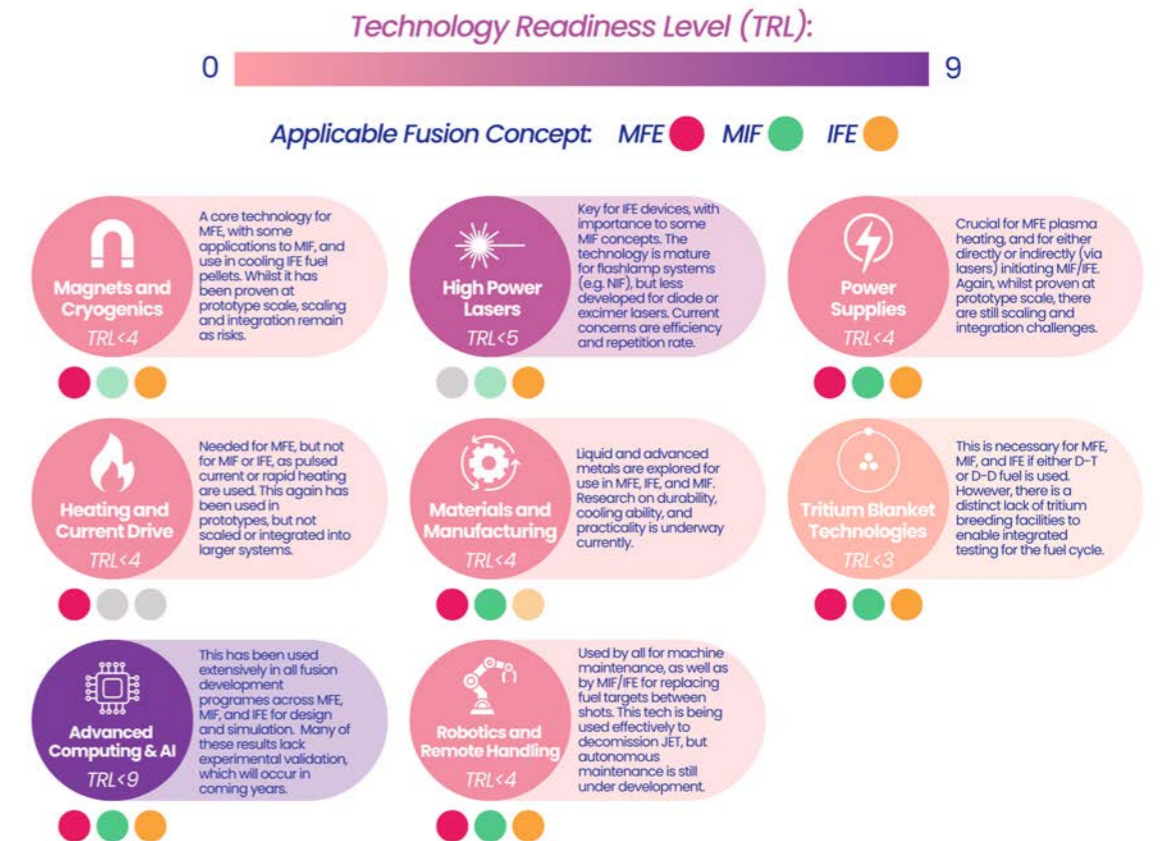 Technology Readiness Level (TRL):
0
9
Applicable Fusion Concept: MFE MIF IFE
Magnets and
Cryogenics
TRL<4
A core technology for
MFE, with some
applications to MIF, and
use in cooling IFE fuel
pellets. Whilst it has
been proven at
prototype scale, scaling
and integration remain
as risks.
High Power
Lasers
TRL<5
Key for IFE devices, with
importance to some
MIF concepts. The
technology is mature
for flashlamp systems
(e.g. NIF), but less
developed for diode or
excimer lasers. Current
concerns are efficiency
and repetition rate.
Power
Supplies
TRL<4
Crucial for MFE plasma
heating, and for either
directly or indirectly (via
lasers) initiating MIF/IFE.
Again, whilst proven at
prototype scale, there
are still scaling and
integration challenges.
Heating and
Current Drive
TRL<4
Needed for MFE, but not
for MIF or IFE, as pulsed
current or rapid heating
are used. This again has
been used in
prototypes, but not
scaled or integrated into
larger systems.
Materials and
Manufacturing
TRL<4
Liquid and advanced
metals are explored for
use in MFE, IFE, and MIF.
Research on durability,
cooling ability, and
practicality is underway
currently.
Tritium Blanket
Technologies
TRL<3
This is necessary for MFE,
MIF, and IFE if either D-T
or D-D fuel is used.
However, there is a
distinct lack of tritium
breeding facilities to
enable integrated
testing for the fuel cycle.
Advanced
Computing & AI
TRL<9
This has been used
extensively in all fusion
development
programes across MFE,
MIF, and IFE for design
and simulation. Many of
these results lack
experimental validation,
which will occur in
coming years.
Robotics and
Remote Handling
TRL<4
Used by all for machine
maintenance, as well as
by MIF/IFE for replacing
fuel targets between
shots. This tech is being
used effectively to
decomission JET, but
autonomous
maintenance is still
under development.